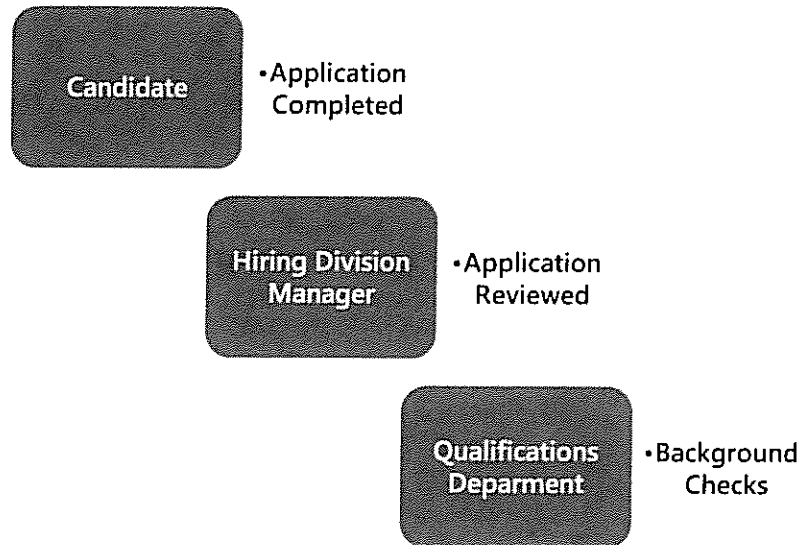 Candidate
•Application
Completed
Hiring Division
Manager
•Application
Reviewed
Qualifications
Deparment
•Background
Checks